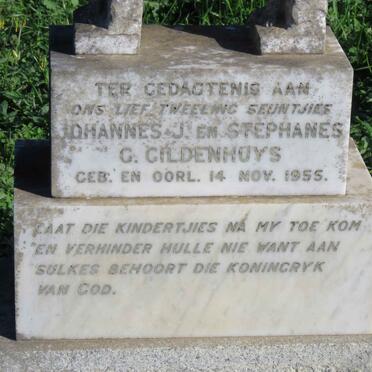 TER GEDAGTENIS AAN
ONS LIEF TWEELING SEUNTJIES
JOHANNES J. EN STEPHANES
G. GILDENHUYS
GEB. EN OORL. 14 NOV. 1955.
LAAT DIE KINDERTJIES NA MY TOE KOM
EN VERHINDER HULLE NIE WANT AAN
SULKES BEHOORT DIE KONINGRYK
VAN GOD.